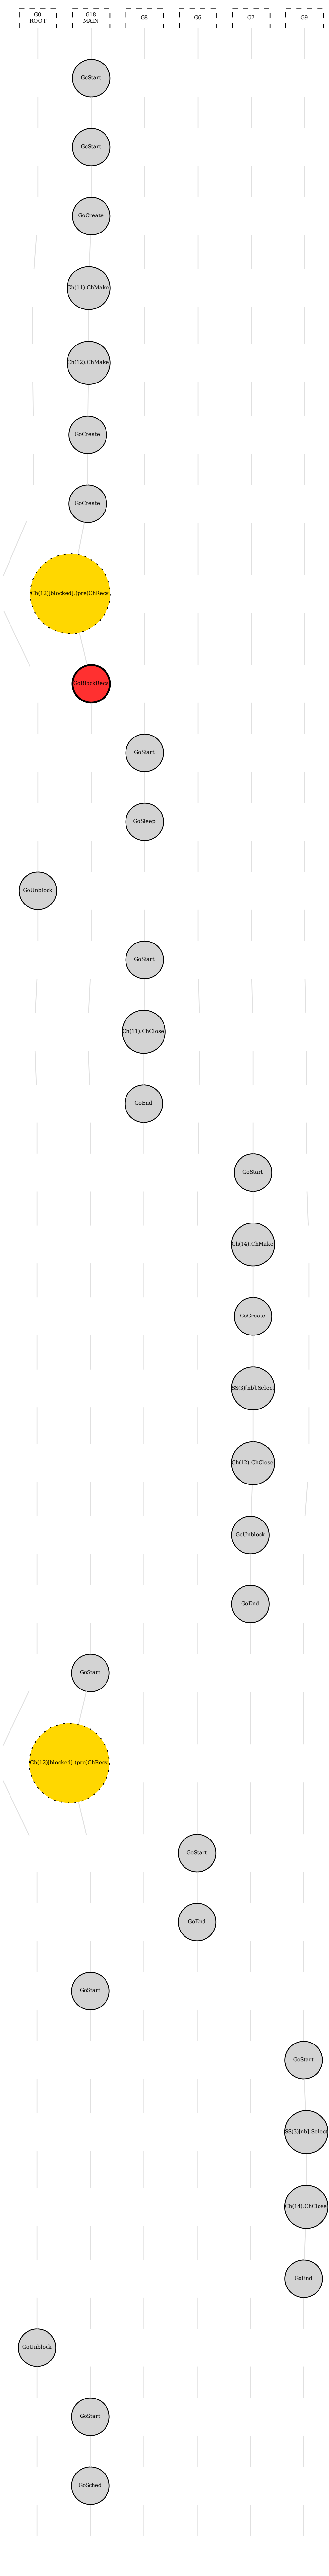 G0
ROOT
G18
MAIN
G8
G6
G7
G9
GoStart
GoStart
GoCreate
Ch(11).ChMake
Ch(12).ChMake
GoCreate
GoCreate
Ch(12)[blocked].(pre)ChRecv
GoBlockRecv
GoStart
GoSleep
GoUnblock
GoStart
Ch(11).ChClose
GoEnd
GoStart
Ch(14).ChMake
GoCreate
SS(3)[nb].Select
Ch(12).ChClose
GoUnblock
GoEnd
GoStart
Ch(12)[blocked].(pre)ChRecv
GoStart
GoEnd
GoStart
GoStart
SS(3)[nb].Select
Ch(14).ChClose
GoEnd
GoUnblock
GoStart
GoSched